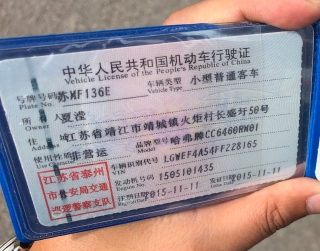 中华人民共和国机动车行驶证
Vehicle License of the People's Republic of China
号牌号码 苏MF136E 车辆类型 小型普通客车
Plate No. Vehicle Type
所有人 夏滢
Owner
住址 江苏省靖江市靖城镇火炬村长盛圩50号
Address
使用性质 非营运 品牌型号 哈弗牌CC6460RW01
Use Character Model
江苏省泰州 车辆识别代号 LGWEF4A54FF228165
VIN
市公安局交通 发动机号码 1505101435
Engine No.
巡逻警察支队 注册日期 2015-11-11 发证日期 2015-11-11
Register Date Issue Date